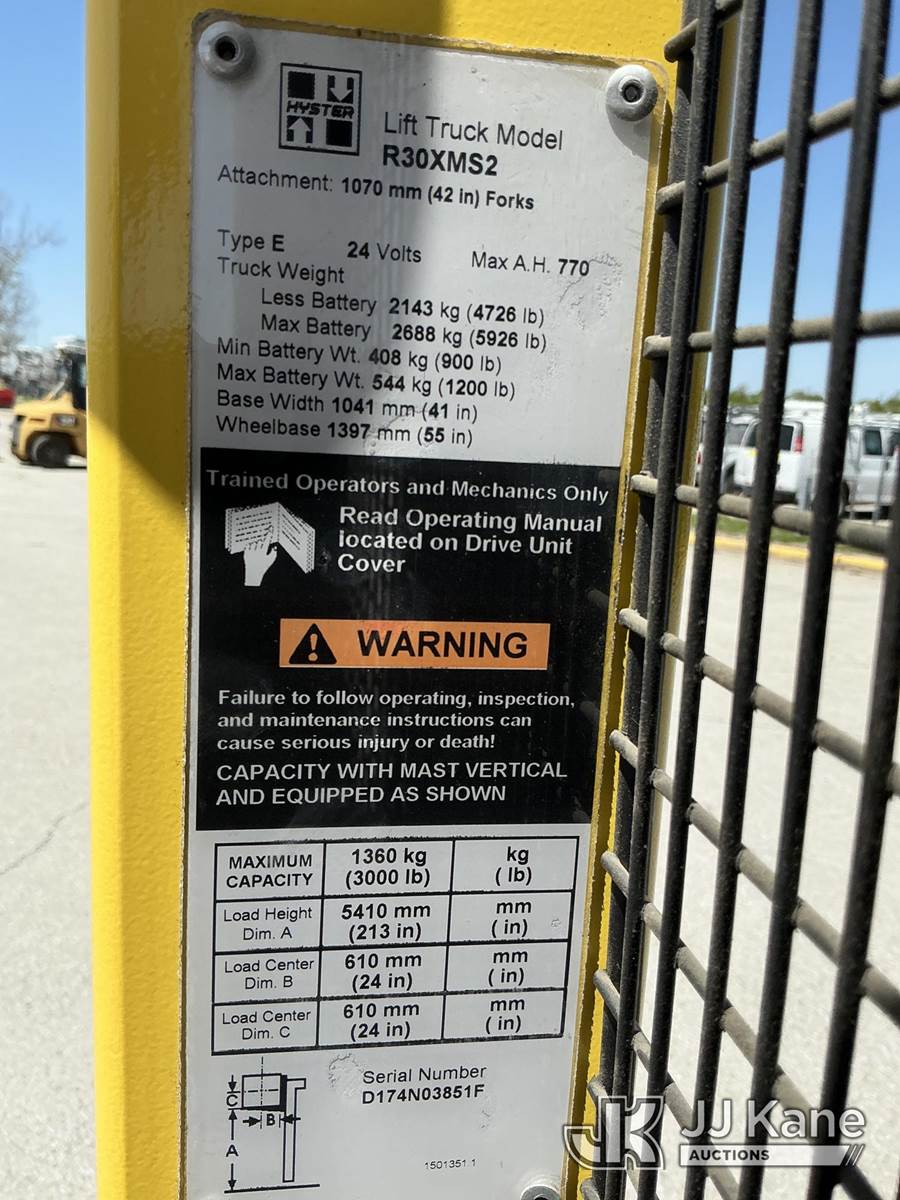 HYSTER
Lift Truck Model
R30XMS2
Attachment: 1070 mm (42 in) Forks
Type E 24 Volts Max A.H. 770
Truck Weight
Less Battery 2143 kg (4726 lb)
Max Battery 2688 kg (5926 lb)
Min Battery Wt. 408 kg (900 lb)
Max Battery Wt. 544 kg (1200 lb)
Base Width 1041 mm (41 in)
Wheelbase 1397 mm (55 in)
Trained Operators and Mechanics Only
Read Operating Manual
located on Drive Unit
Cover
WARNING
Failure to follow operating, inspection,
and maintenance instructions can
cause serious injury or death!
CAPACITY WITH MAST VERTICAL
AND EQUIPPED AS SHOWN
MAXIMUM CAPACITY 1360 kg (3000 lb) kg ( lb)
Load Height Dim. A 5410 mm (213 in) mm ( in)
Load Center Dim. B 610 mm (24 in) mm ( in)
Load Center Dim. C 610 mm (24 in) mm ( in)
C
B
A
Serial Number
D174N03851F
1501351 1
JK JJ Kane
AUCTIONS